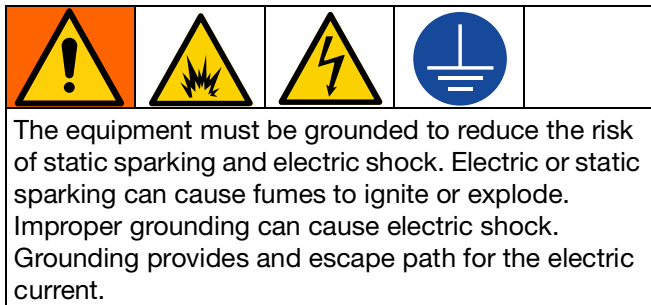 The equipment must be grounded to reduce the risk
of static sparking and electric shock. Electric or static
sparking can cause fumes to ignite or explode.
Improper grounding can cause electric shock.
Grounding provides and escape path for the electric
current.